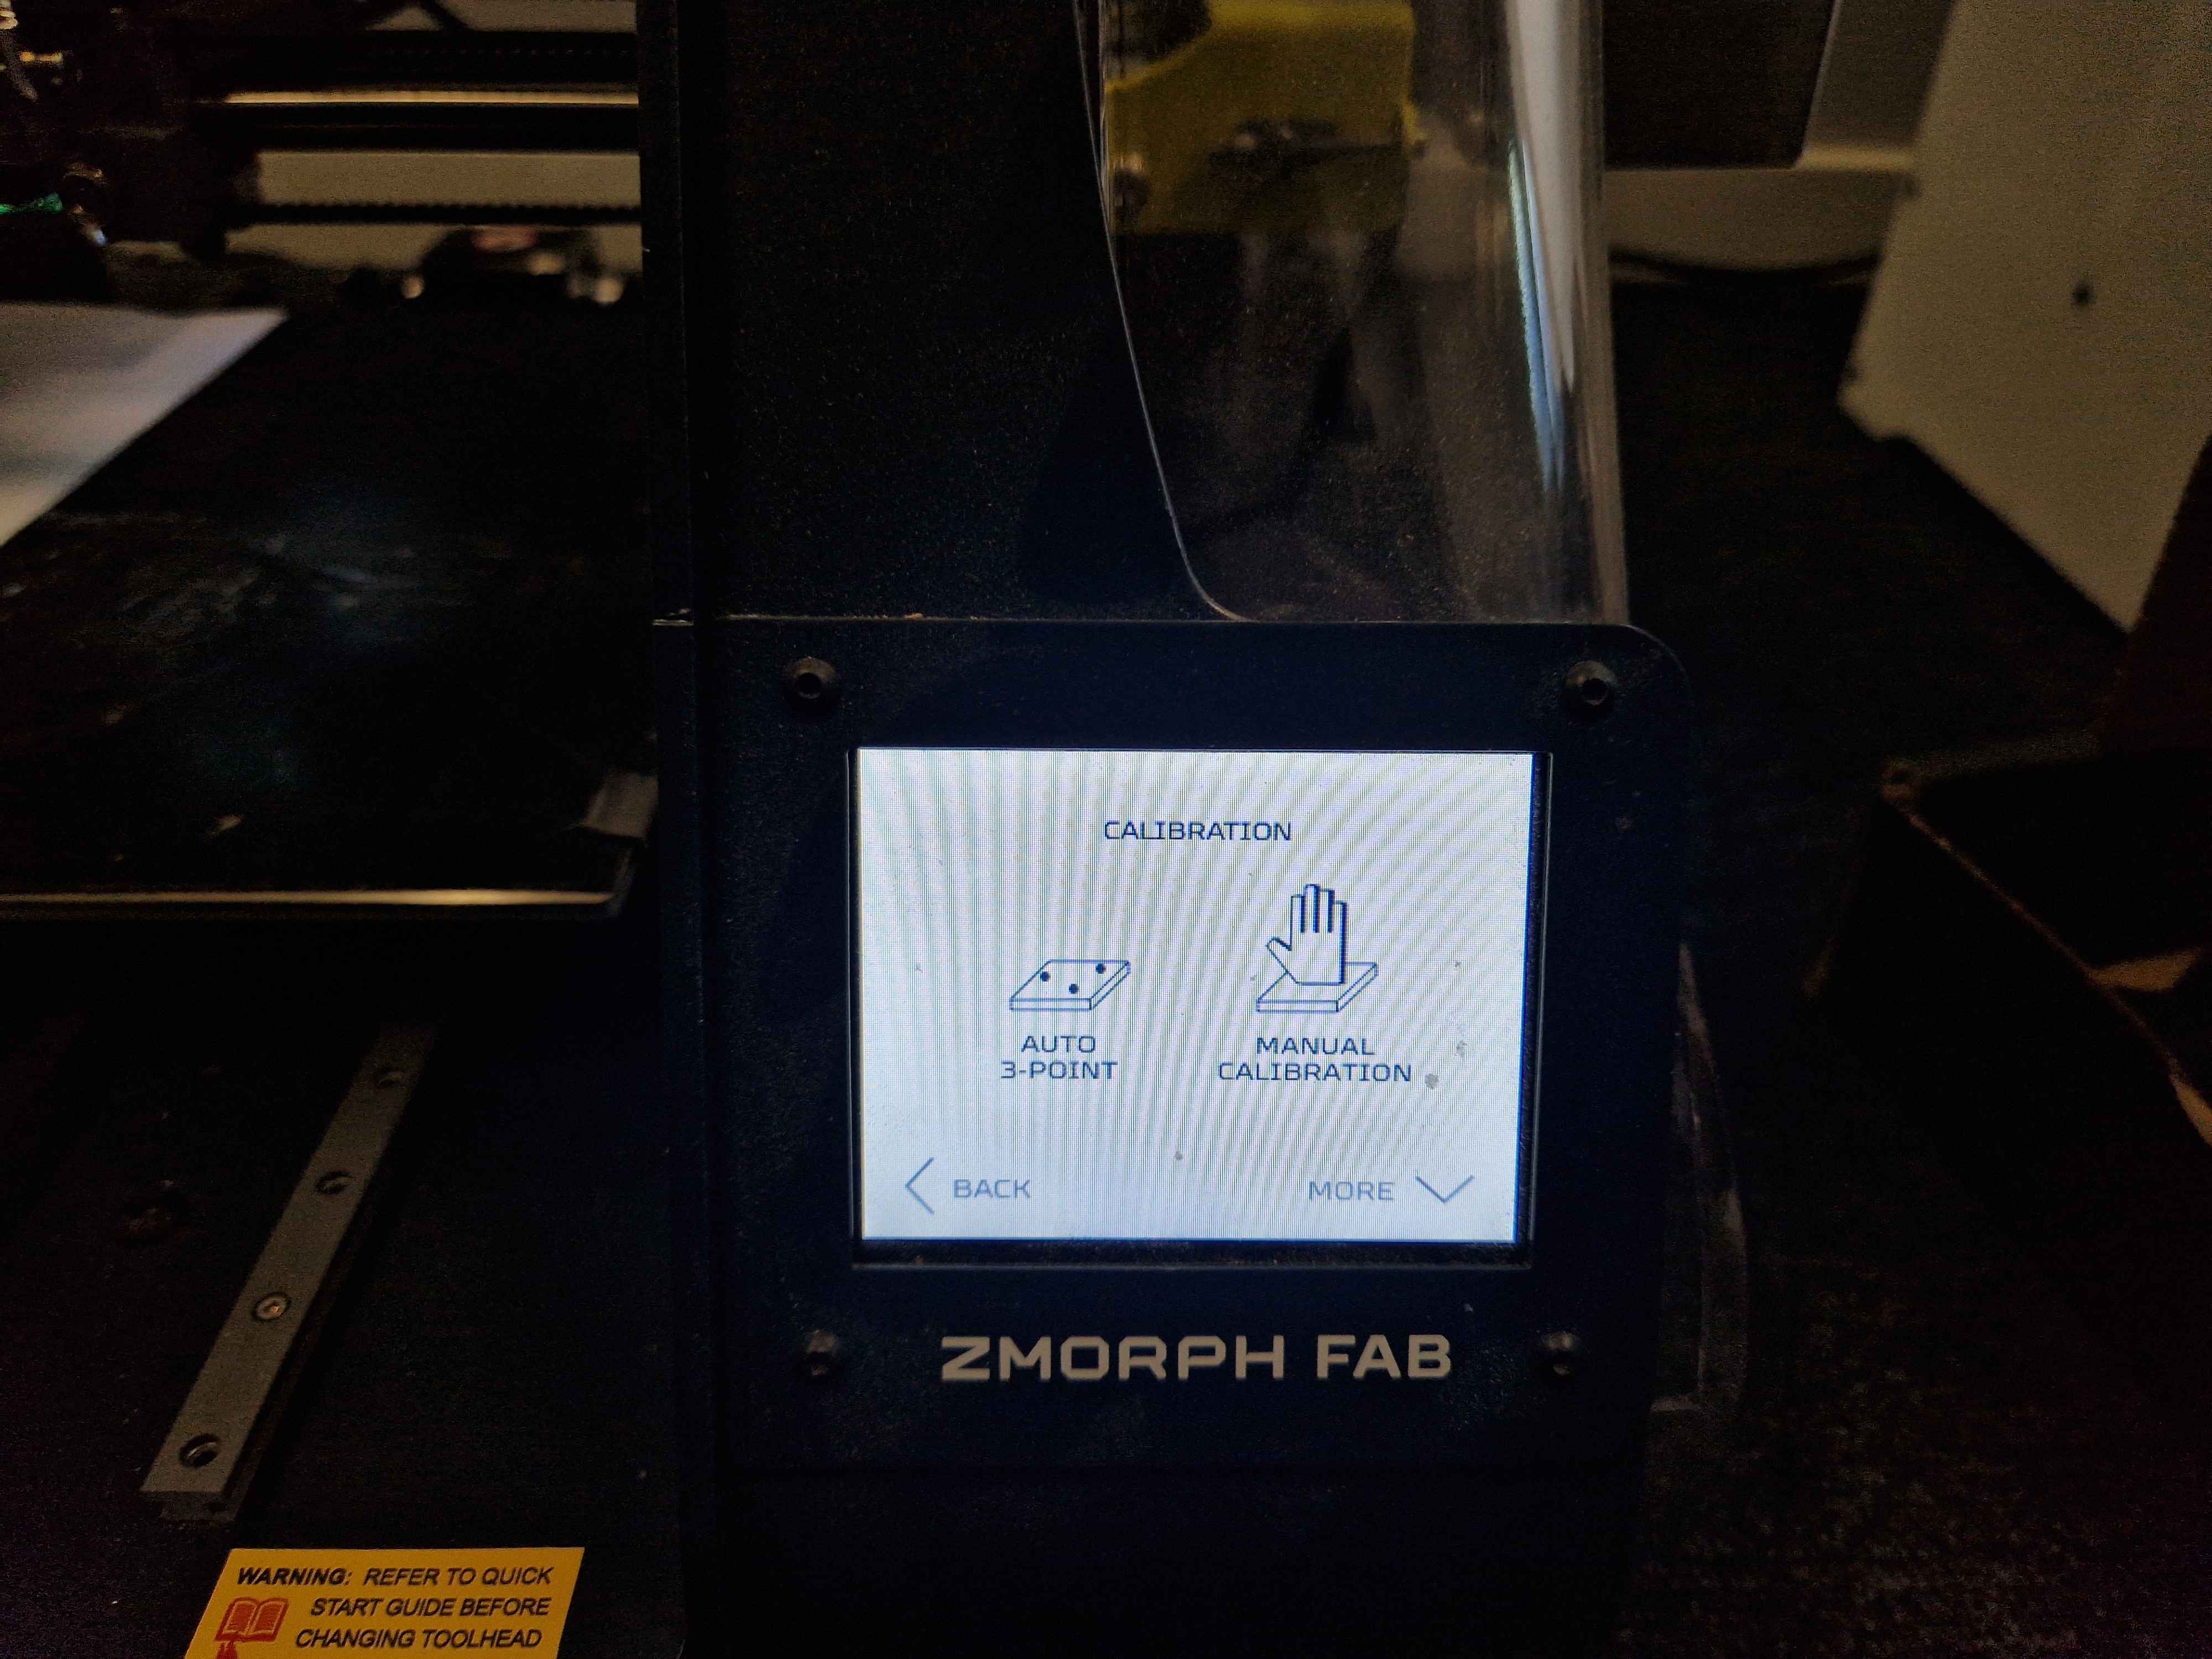 CALIBRATION
AUTO
3-POINT
MANUAL
CALIBRATION
BACK
MORE
ZMORPH FAB
WARNING: REFER TO QUICK
START GUIDE BEFORE
CHANGING TOOLHEAD